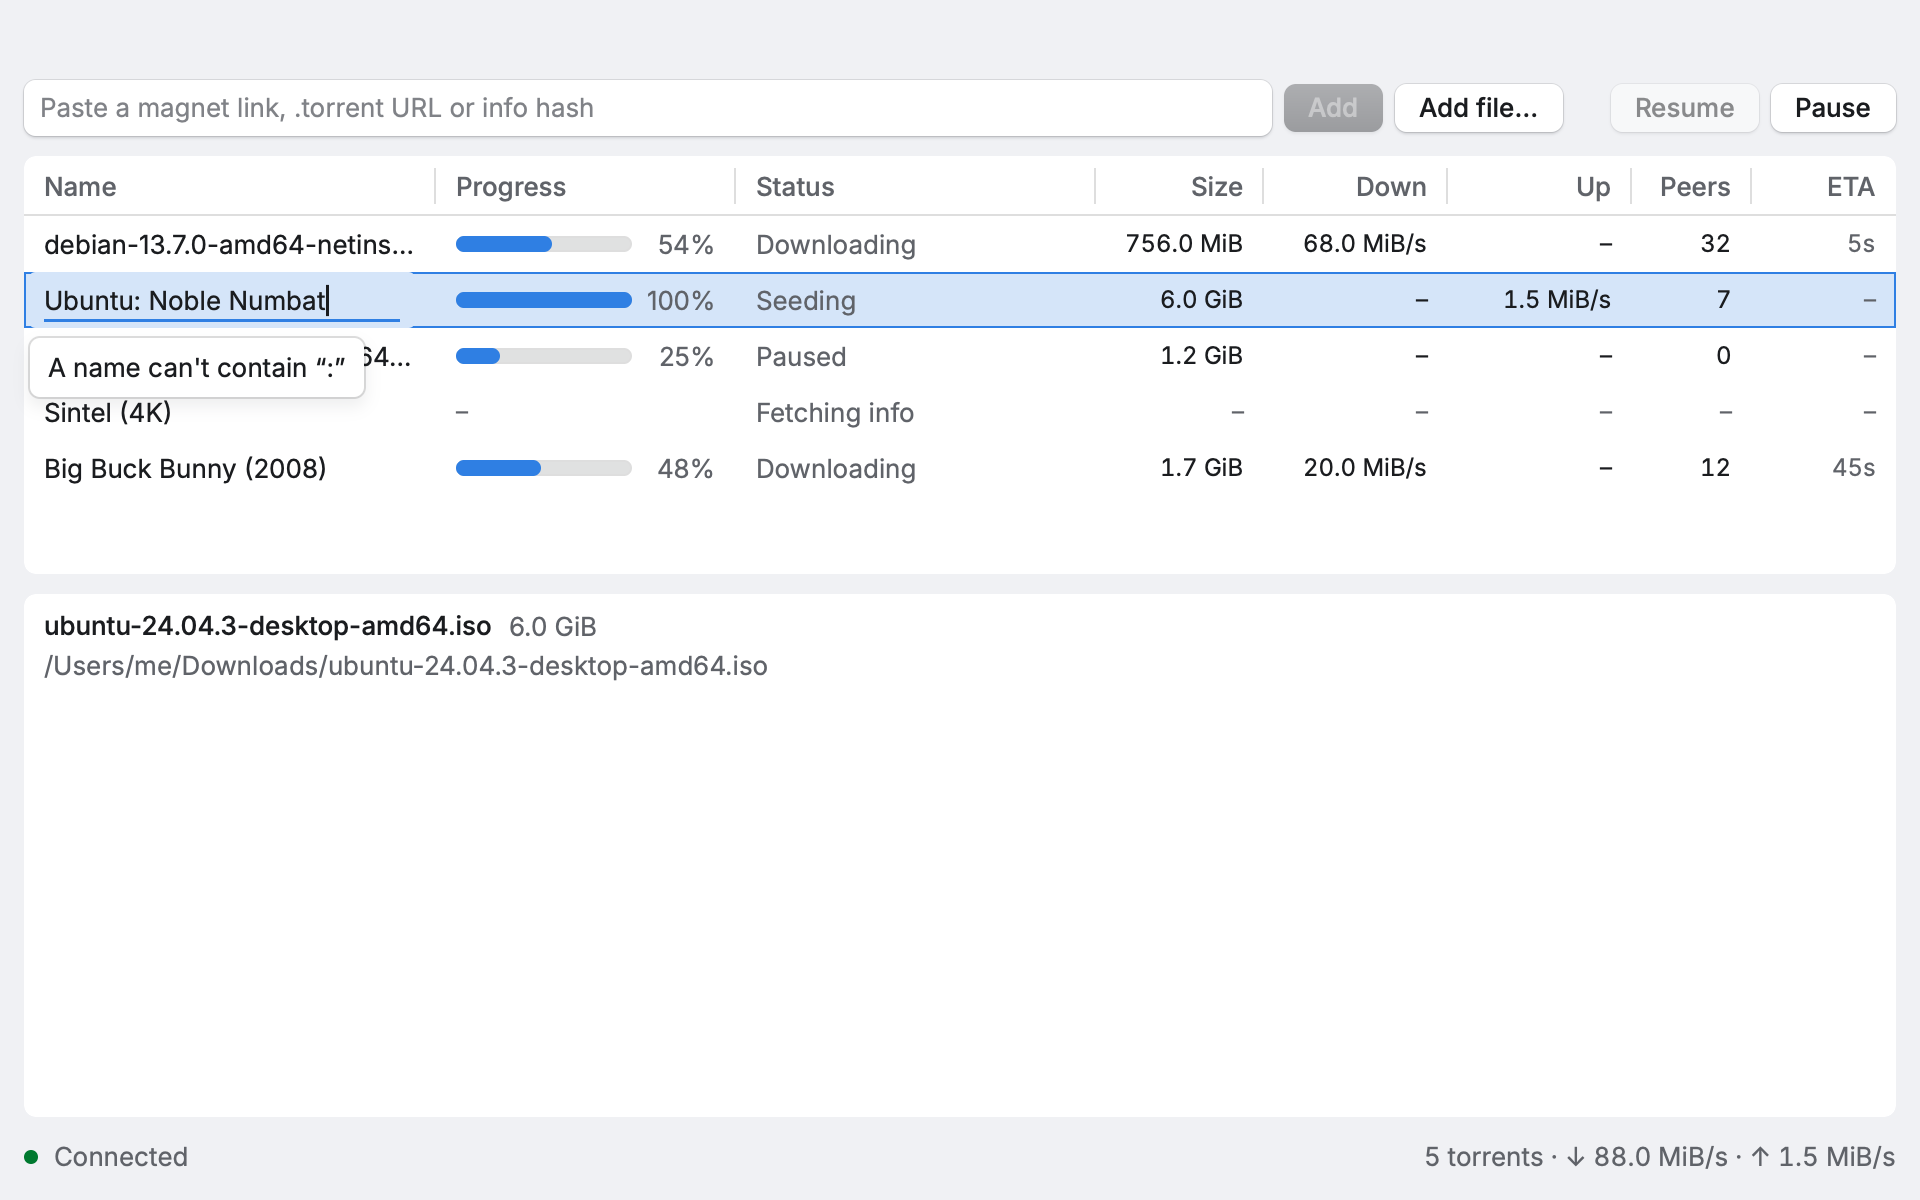 Paste a magnet link, .torrent URL or info hash Add Add file... Resume Pause
Name Progress Status Size Down Up Peers ETA
debian-13.7.0-amd64-netins... 54% Downloading 756.0 MiB 68.0 MiB/s – 32 5s
Ubuntu: Noble Numbat 100% Seeding 6.0 GiB – 1.5 MiB/s 7 –
A name can't contain “:”
64... 25% Paused 1.2 GiB – – 0 –
Sintel (4K) – Fetching info – – – – –
Big Buck Bunny (2008) 48% Downloading 1.7 GiB 20.0 MiB/s – 12 45s
ubuntu-24.04.3-desktop-amd64.iso 6.0 GiB
/Users/me/Downloads/ubuntu-24.04.3-desktop-amd64.iso
Connected 5 torrents · ↓ 88.0 MiB/s · ↑ 1.5 MiB/s